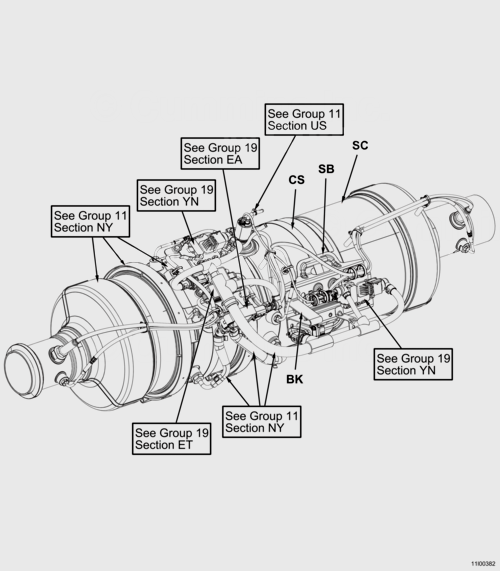 See Group 11
Section US
SC
See Group 19
Section EA
SB
CS
See Group 19
Section YN
See Group 11
Section NY
See Group 19
Section YN
BK
See Group 11
Section NY
See Group 19
Section ET
11I00382